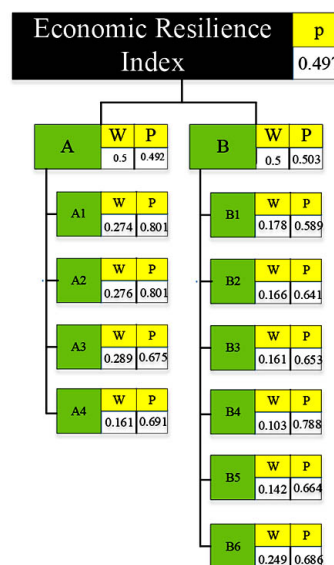 Economic Resilience
Index
p
0.497
A
W P
0.5 0.492
B
W P
0.5 0.503
A1
W P
0.274 0.801
A2
W P
0.276 0.801
A3
W P
0.289 0.675
A4
W P
0.161 0.691
B1
W P
0.178 0.589
B2
W P
0.166 0.641
B3
W P
0.161 0.653
B4
W P
0.103 0.788
B5
W P
0.142 0.664
B6
W P
0.249 0.686